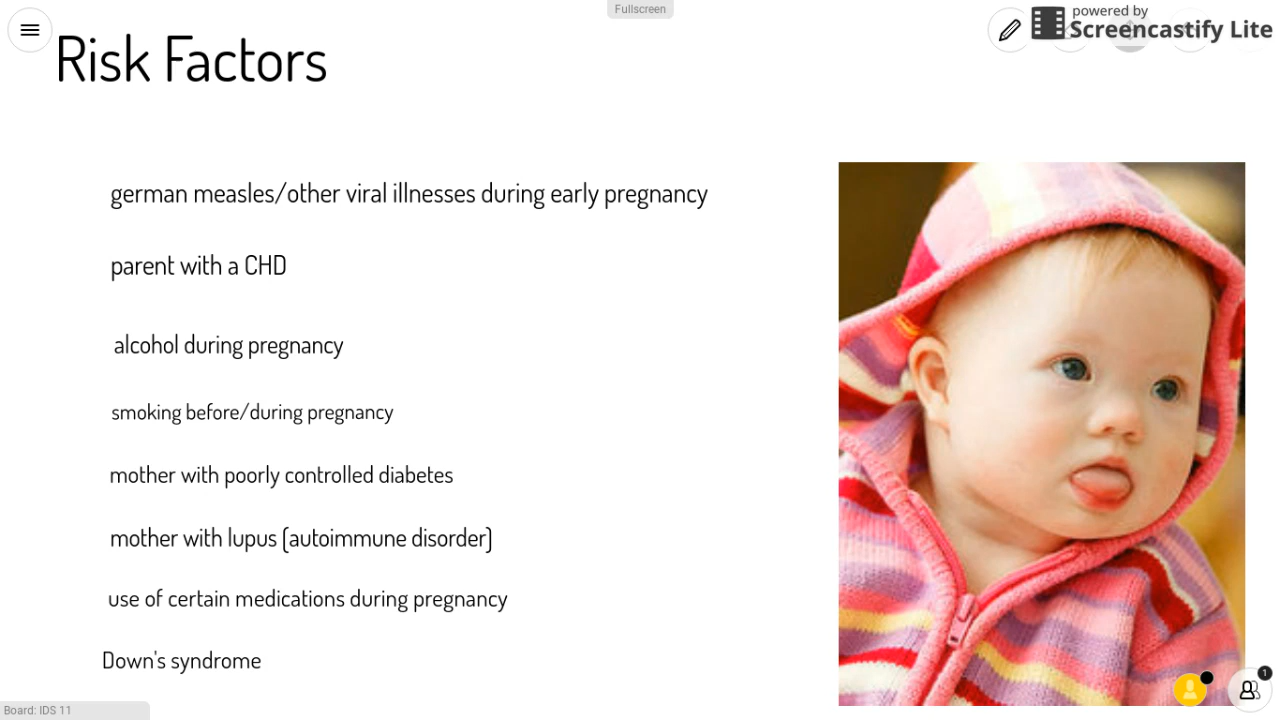 Fullscreen
powered by
Screencastify Lite
Risk Factors
german measles/other viral illnesses during early pregnancy
parent with a CHD
alcohol during pregnancy
smoking before/during pregnancy
mother with poorly controlled diabetes
mother with lupus (autoimmune disorder)
use of certain medications during pregnancy
Down's syndrome
1
Board: IDS 11